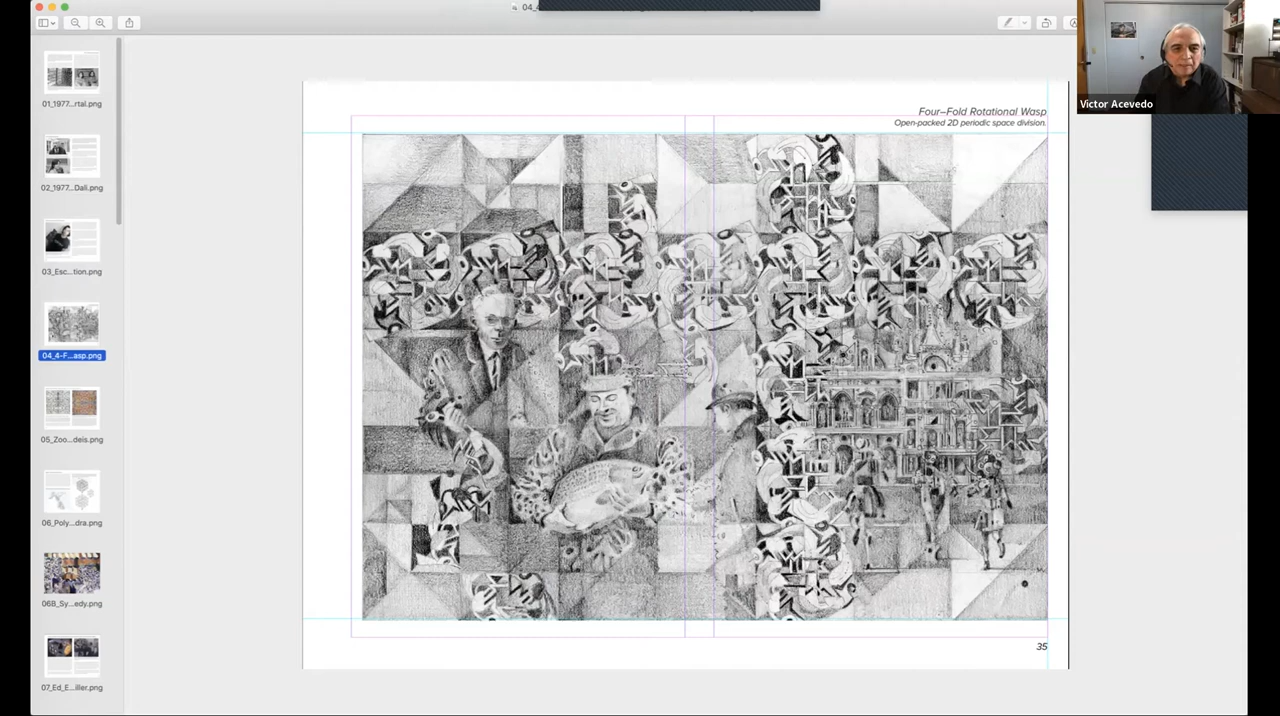 04_4
01_1977...rtal.png
02_1977...Dali.png
03_Esc...tion.png
04_4-F...asp.png
05_Zoo...deis.png
06_Poly...dra.png
06B_Sy...edy.png
07_Ed_E...iller.png
Four–Fold Rotational Wasp
Open-packed 2D periodic space division.
35
Victor Acevedo